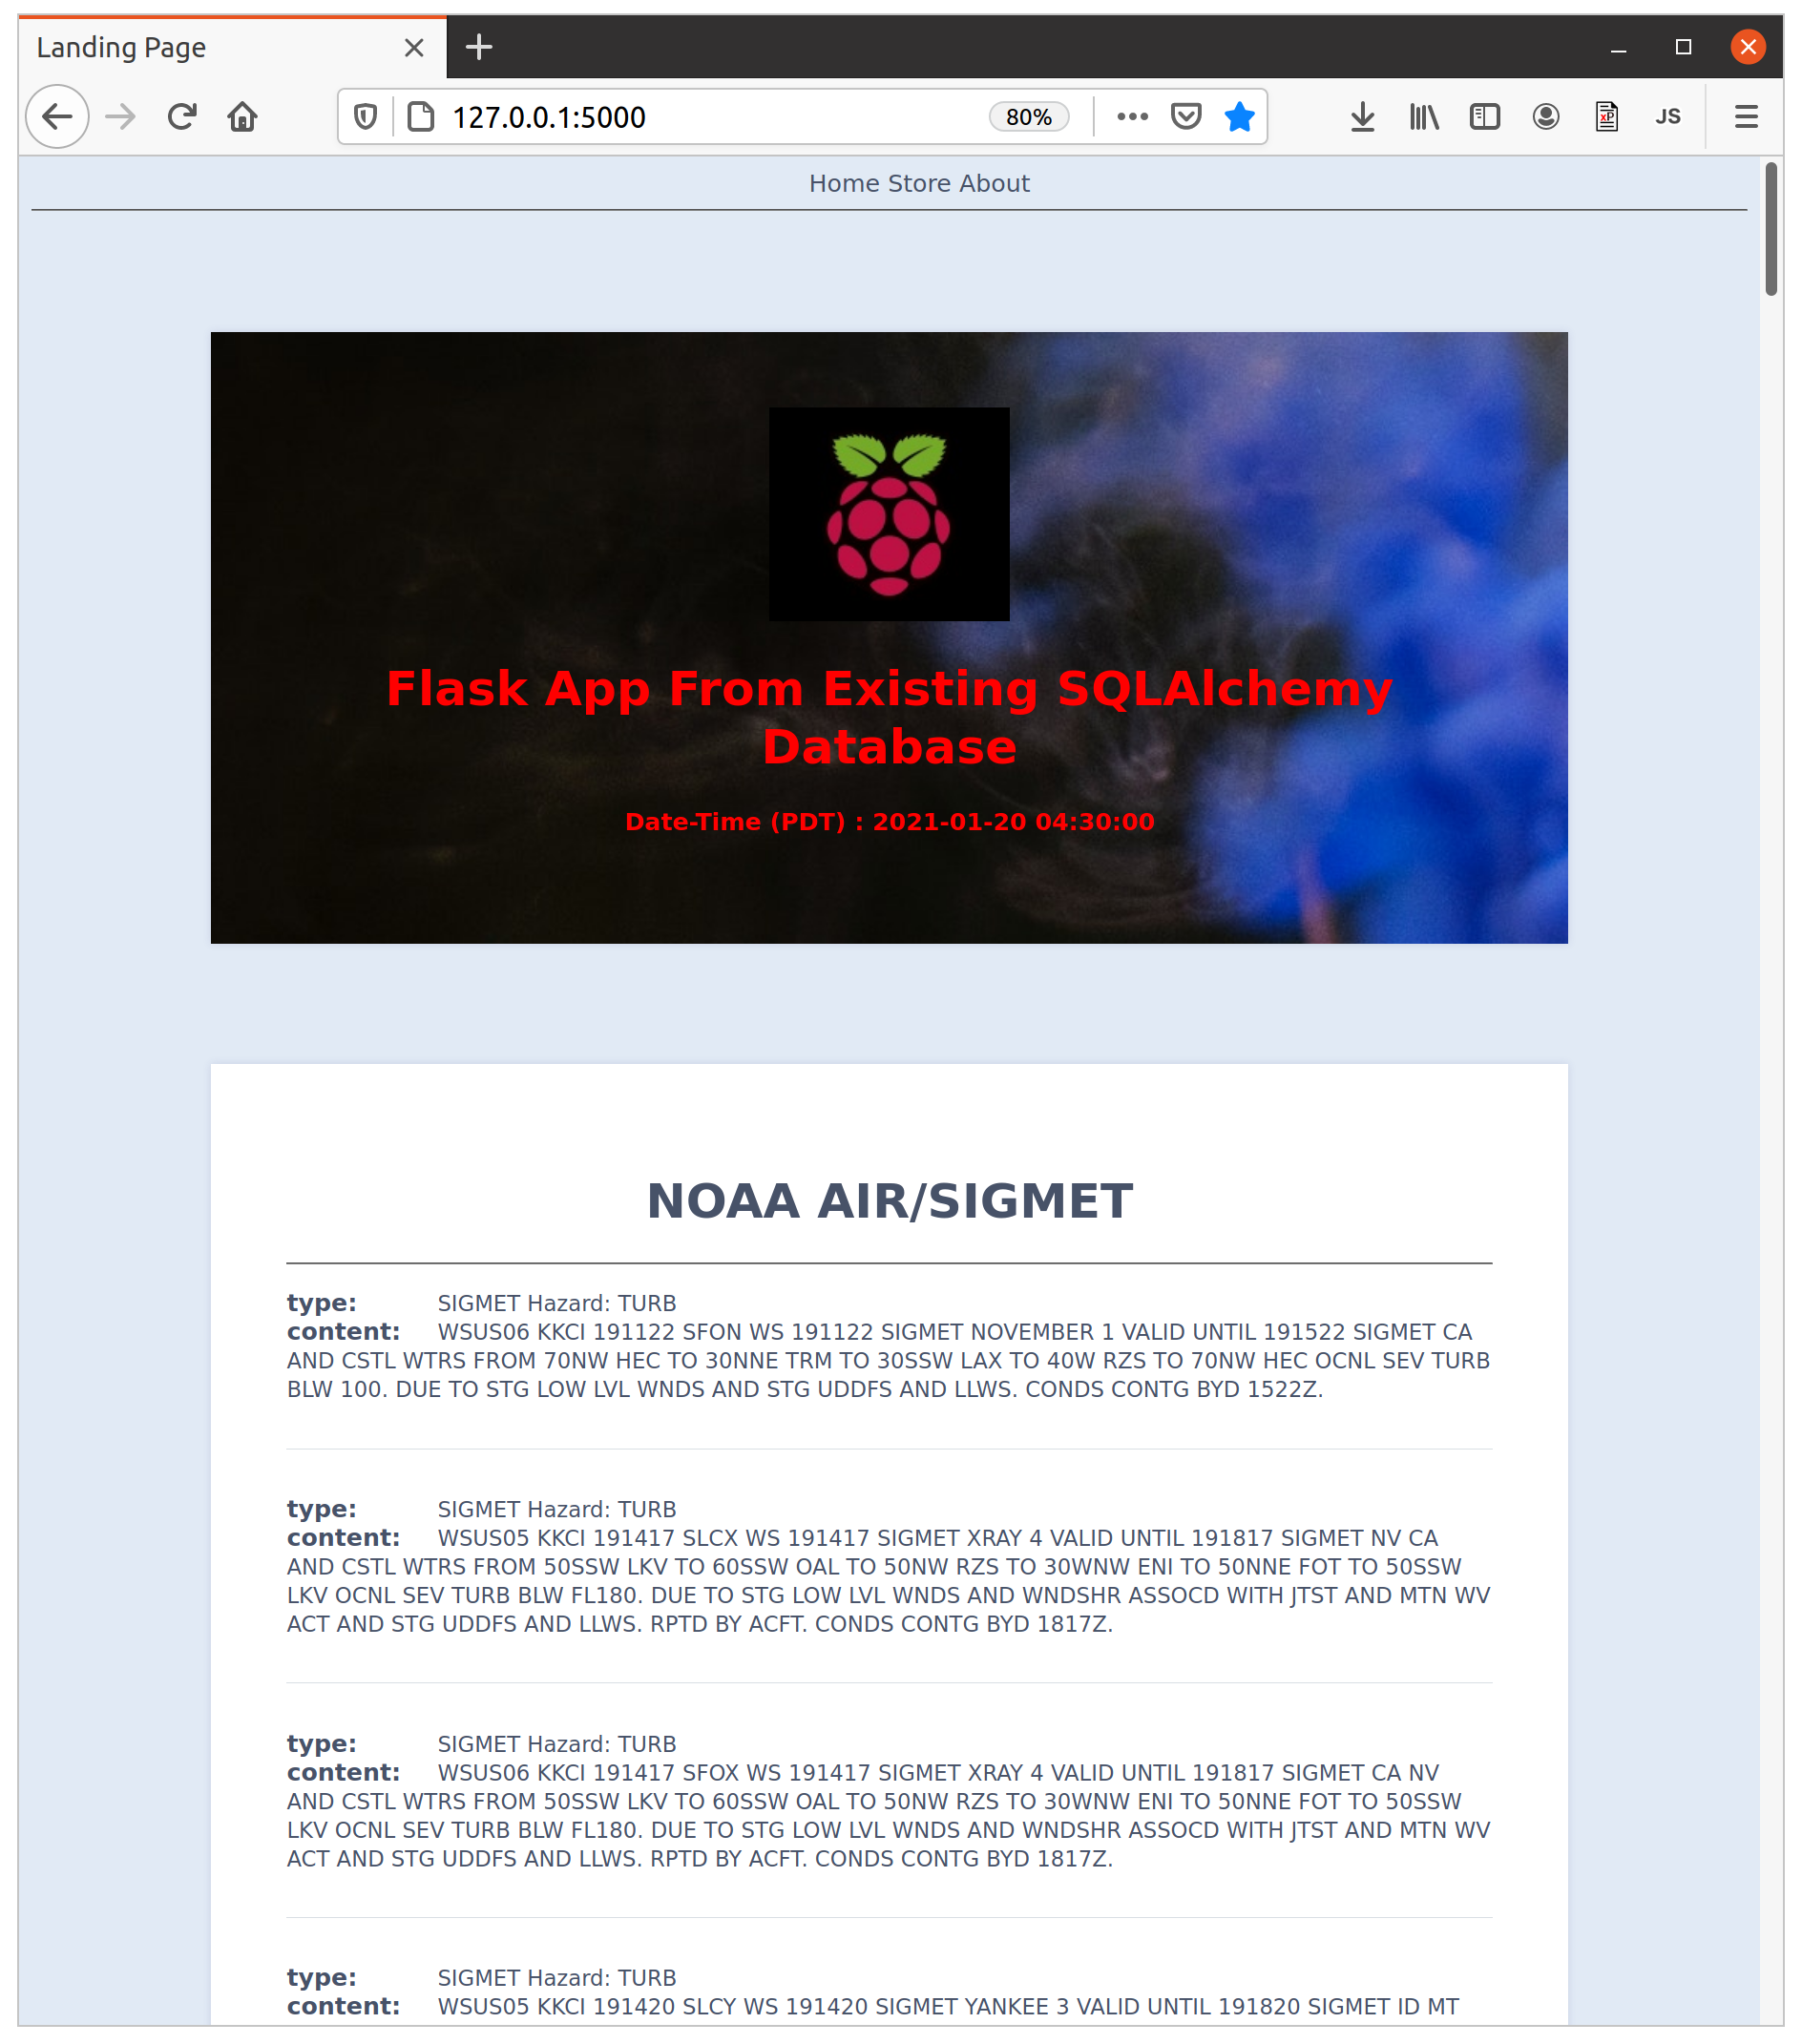 Landing Page
127.0.0.1:5000
80%
JS
Home Store About
Flask App From Existing SQLAlchemy
Database
Date-Time (PDT) : 2021-01-20 04:30:00
NOAA AIR/SIGMET
type: SIGMET Hazard: TURB
content: WSUS06 KKCI 191122 SFON WS 191122 SIGMET NOVEMBER 1 VALID UNTIL 191522 SIGMET CA
AND CSTL WTRS FROM 70NW HEC TO 30NNE TRM TO 30SSW LAX TO 40W RZS TO 70NW HEC OCNL SEV TURB
BLW 100. DUE TO STG LOW LVL WNDS AND STG UDDFS AND LLWS. CONDS CONTG BYD 1522Z.
type: SIGMET Hazard: TURB
content: WSUS05 KKCI 191417 SLCX WS 191417 SIGMET XRAY 4 VALID UNTIL 191817 SIGMET NV CA
AND CSTL WTRS FROM 50SSW LKV TO 60SSW OAL TO 50NW RZS TO 30WNW ENI TO 50NNE FOT TO 50SSW
LKV OCNL SEV TURB BLW FL180. DUE TO STG LOW LVL WNDS AND WNDSHR ASSOCD WITH JTST AND MTN WV
ACT AND STG UDDFS AND LLWS. RPTD BY ACFT. CONDS CONTG BYD 1817Z.
type: SIGMET Hazard: TURB
content: WSUS06 KKCI 191417 SFOX WS 191417 SIGMET XRAY 4 VALID UNTIL 191817 SIGMET CA NV
AND CSTL WTRS FROM 50SSW LKV TO 60SSW OAL TO 50NW RZS TO 30WNW ENI TO 50NNE FOT TO 50SSW
LKV OCNL SEV TURB BLW FL180. DUE TO STG LOW LVL WNDS AND WNDSHR ASSOCD WITH JTST AND MTN WV
ACT AND STG UDDFS AND LLWS. RPTD BY ACFT. CONDS CONTG BYD 1817Z.
type: SIGMET Hazard: TURB
content: WSUS05 KKCI 191420 SLCY WS 191420 SIGMET YANKEE 3 VALID UNTIL 191820 SIGMET ID MT